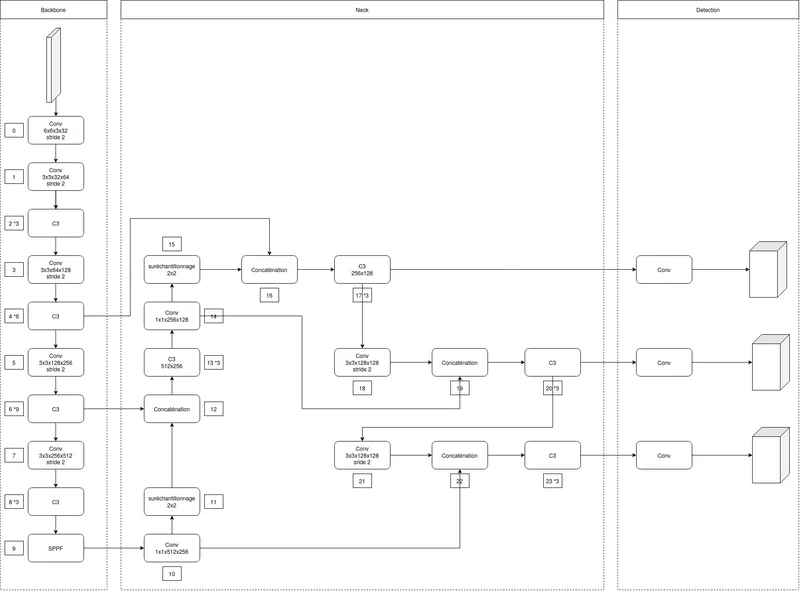 Backbone
Neck
Detection
0
Conv
6x6x3x32
stride 2
1
Conv
3x3x32x64
stride 2
2 *3
C3
3
Conv
3x3x64x128
stride 2
4 *6
C3
5
Conv
3x3x128x256
stride 2
6 *9
C3
7
Conv
3x3x256x512
stride 2
8 *3
C3
9
SPPF
15
suréchantillonnage
2x2
Conv
1x1x256x128
14
C3
512x256
13 *3
Concaténation
12
suréchantillonnage
2x2
11
Conv
1x1x512x256
10
Concaténation
16
C3
256x128
17 *3
Conv
3x3x128x128
stride 2
18
Concaténation
19
C3
20 *3
Conv
3x3x128x128
sride 2
21
Concaténation
22
C3
23 *3
Conv
Conv
Conv